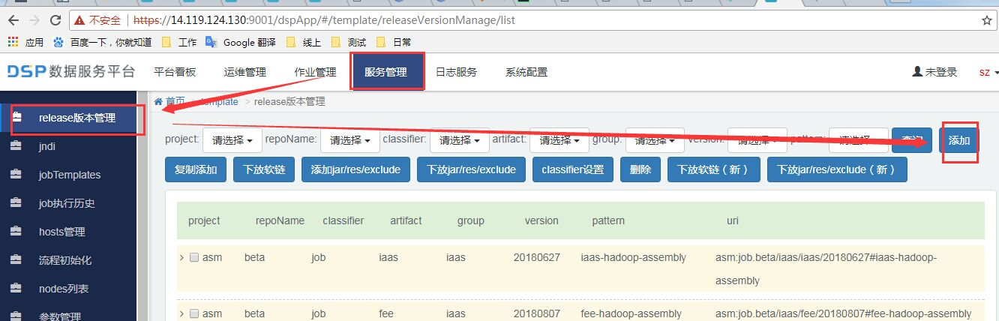 不安全 https://14.119.124.130:9001/dspApp/#/template/releaseVersionManage/list
应用 百度一下，你就知道 工作 Google 翻译 线上 测试 日常
DSP数据服务平台 平台看板 运维管理 作业管理 服务管理 日志服务 系统配置 未登录 sz
首页 > template > release版本管理
release版本管理
jndi
jobTemplates
job执行历史
hosts管理
流程初始化
nodes列表
参数管理
project: 请选择 repoName: 请选择 classifier: 请选择 artifact: 请选择 group: 请选择 version: 请选择 pattern: 请选择 查询 添加
复制添加 下放软链 添加jar/res/exclude 下放jar/res/exclude classifier设置 删除 下放软链（新） 下放jar/res/exclude（新）
project repoName classifier artifact group version pattern uri
asm beta job iaas iaas 20180627 iaas-hadoop-assembly asm:job.beta/iaas/iaas/20180627#iaas-hadoop-
assembly
asm beta job fee iaas 20180807 fee-hadoop-assembly asm:job.beta/iaas/fee/20180807#fee-hadoop-assembly